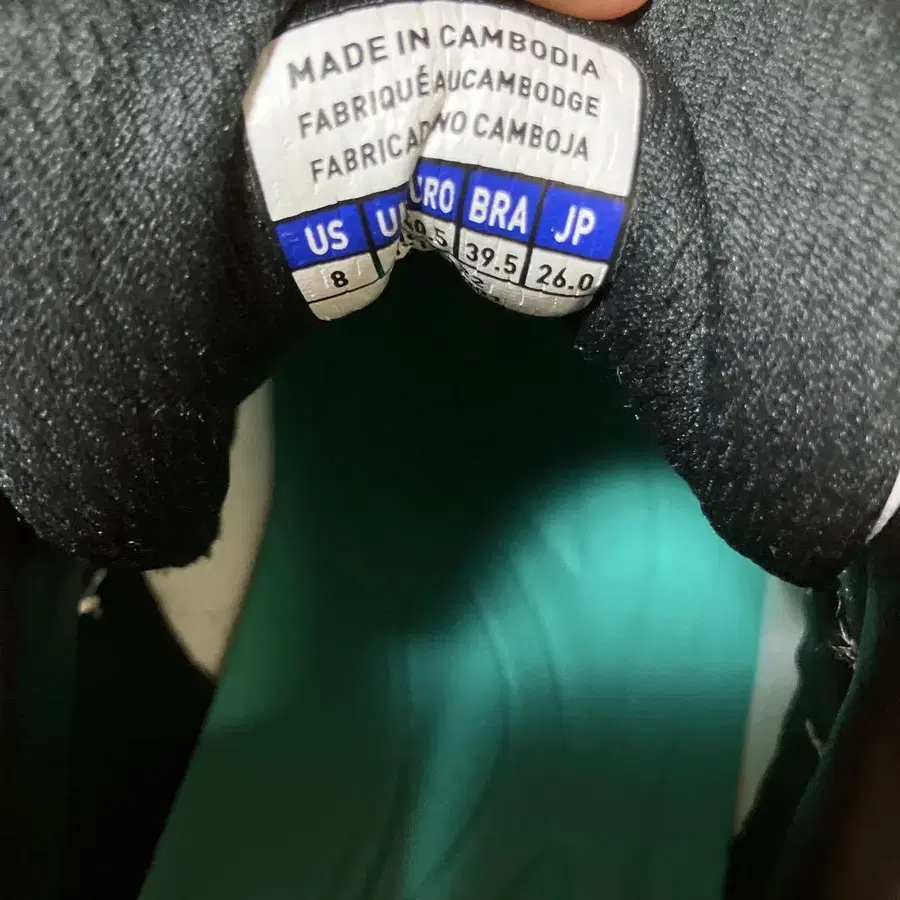 MADE IN CAMBODIA
FABRIQUÉ AU CAMBODGE
FABRICADO NO CAMBOJA
US BRA JP
8 39.5 26.0